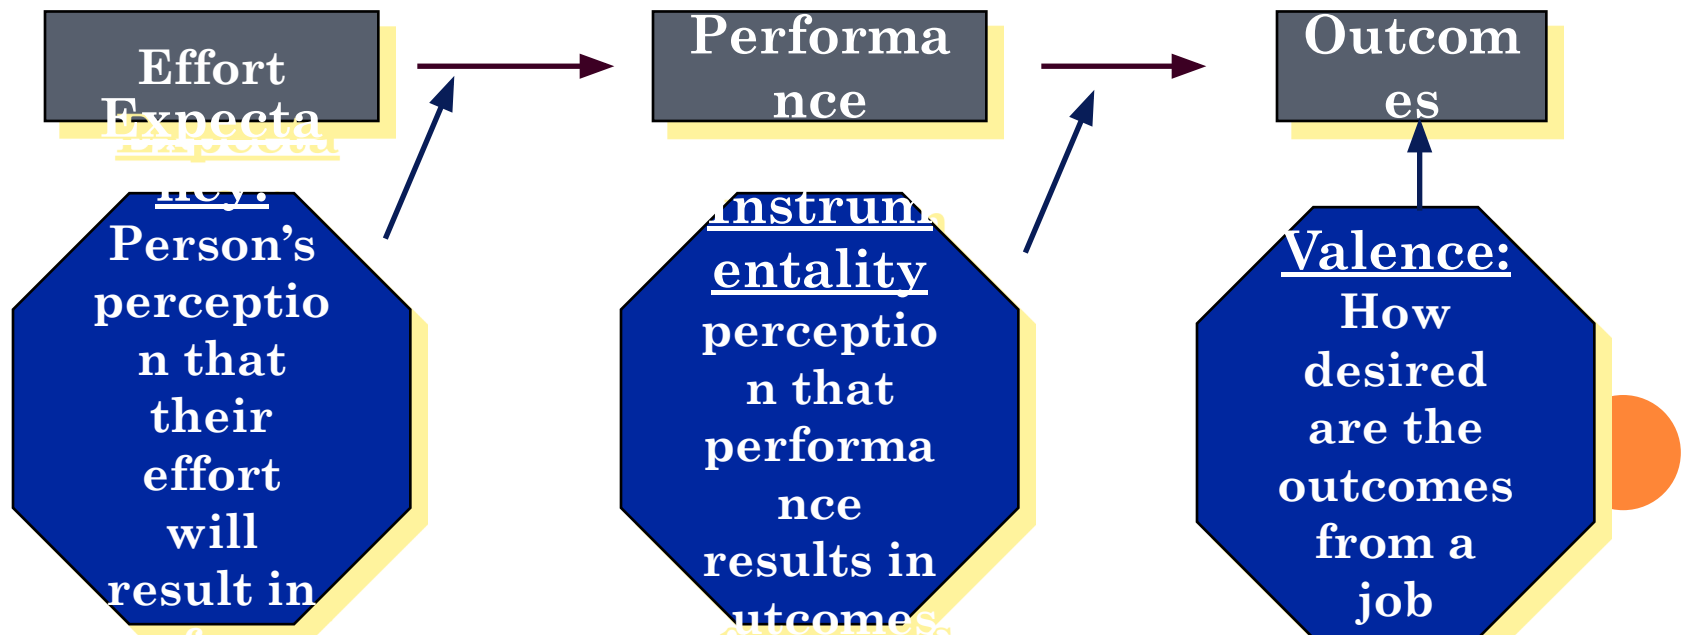 Effort
Performa
nce
Outcom
es
Expecta
ncy:
Person’s
perceptio
n that
their
effort
will
result in
Instrum
entality
perceptio
n that
performa
nce
results in
outcomes
Valence:
How
desired
are the
outcomes
from a
job